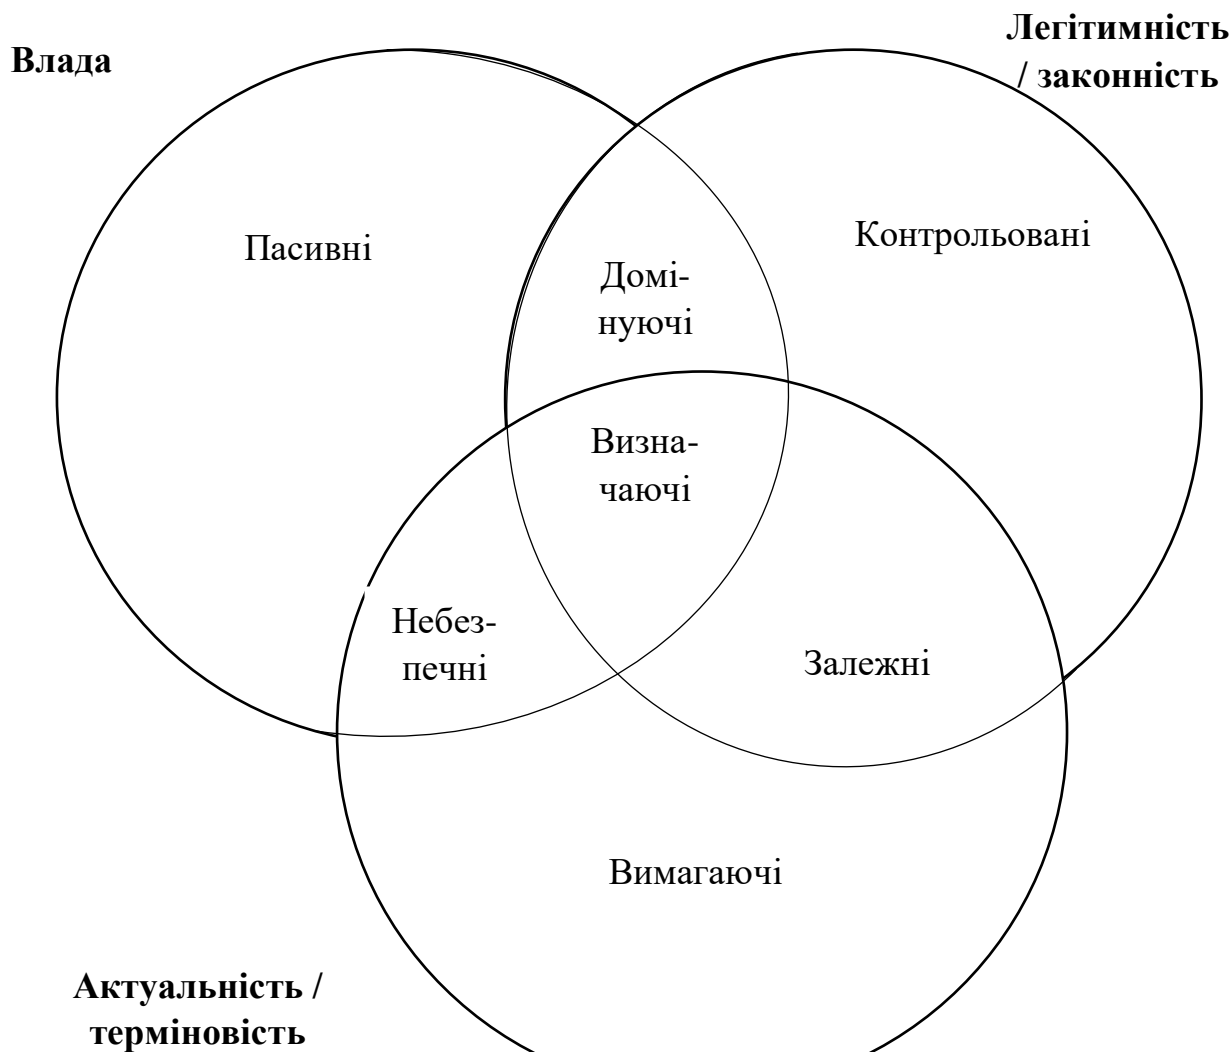 Влада
Легітимність
/ законність
Пасивні
Контрольовані
Домі-
нуючі
Визна-
чаючі
Небез-
печні
Залежні
Вимагаючі
Актуальність /
терміновість